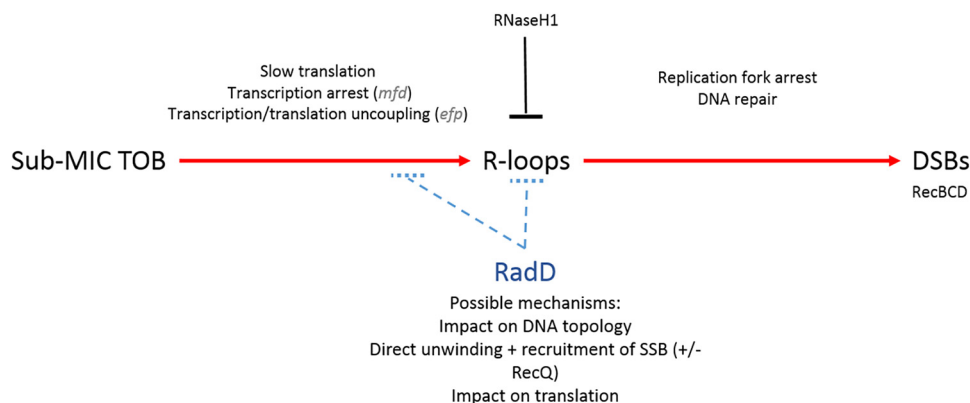 RNaseH1
Slow translation
Transcription arrest (mfd)
Transcription/translation uncoupling (efp)
Replication fork arrest
DNA repair
Sub-MIC TOB
R-loops
DSBs
RecBCD
RadD
Possible mechanisms:
Impact on DNA topology
Direct unwinding + recruitment of SSB (+/-
RecQ)
Impact on translation